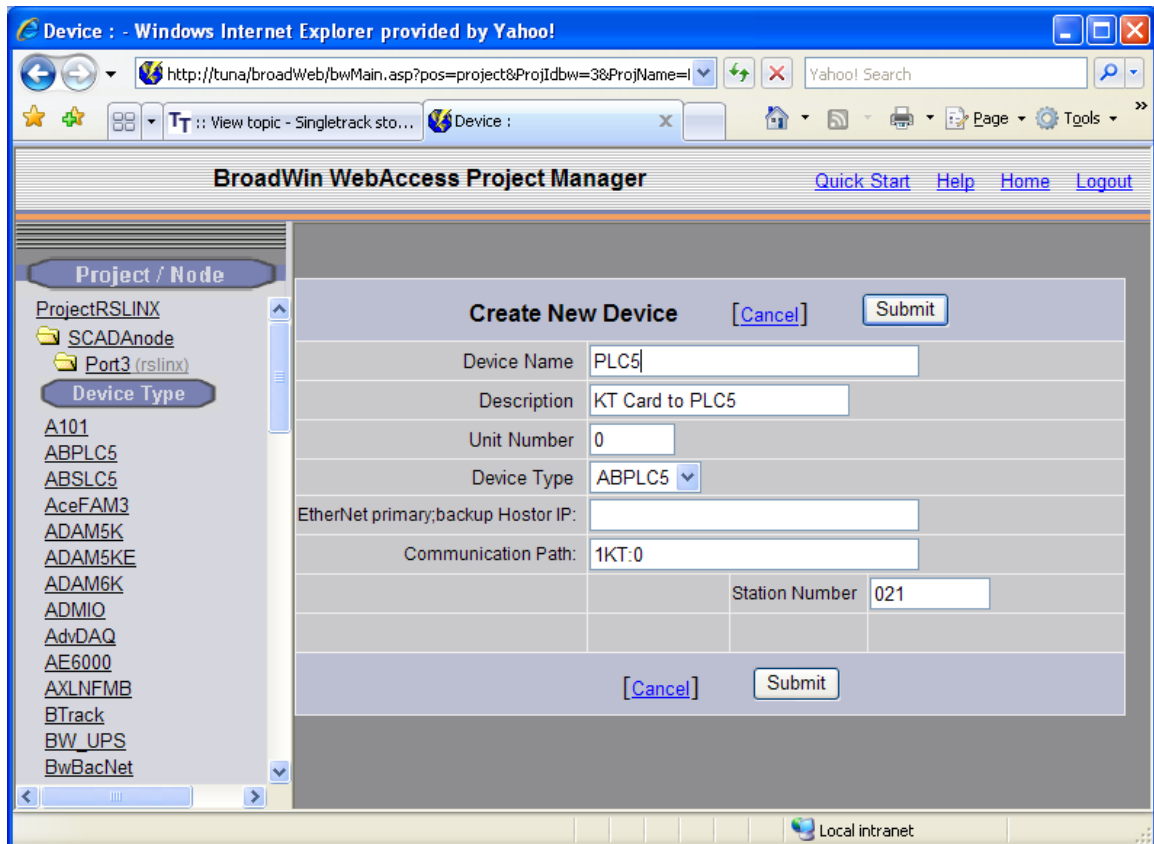 Device : - Windows Internet Explorer provided by Yahoo!
http://tuna/broadWeb/bwMain.asp?pos=project&ProjIdbw=3&ProjName=
Yahoo! Search
TT :: View topic - Singletrack sto...
Device :
Page
Tools
BroadWin WebAccess Project Manager
Quick Start Help Home Logout
Project / Node
ProjectRSLINX
SCADAnode
Port3 (rslinx)
Device Type
A101
ABPLC5
ABSLC5
AceFAM3
ADAM5K
ADAM5KE
ADAM6K
ADMIO
AdvDAQ
AE6000
AXLNFMB
BTrack
BW_UPS
BwBacNet
Create New Device [Cancel] Submit
Device Name PLC5
Description KT Card to PLC5
Unit Number 0
Device Type ABPLC5
EtherNet primary;backup Hostor IP:
Communication Path: 1KT:0
Station Number 021
[Cancel] Submit
Local intranet